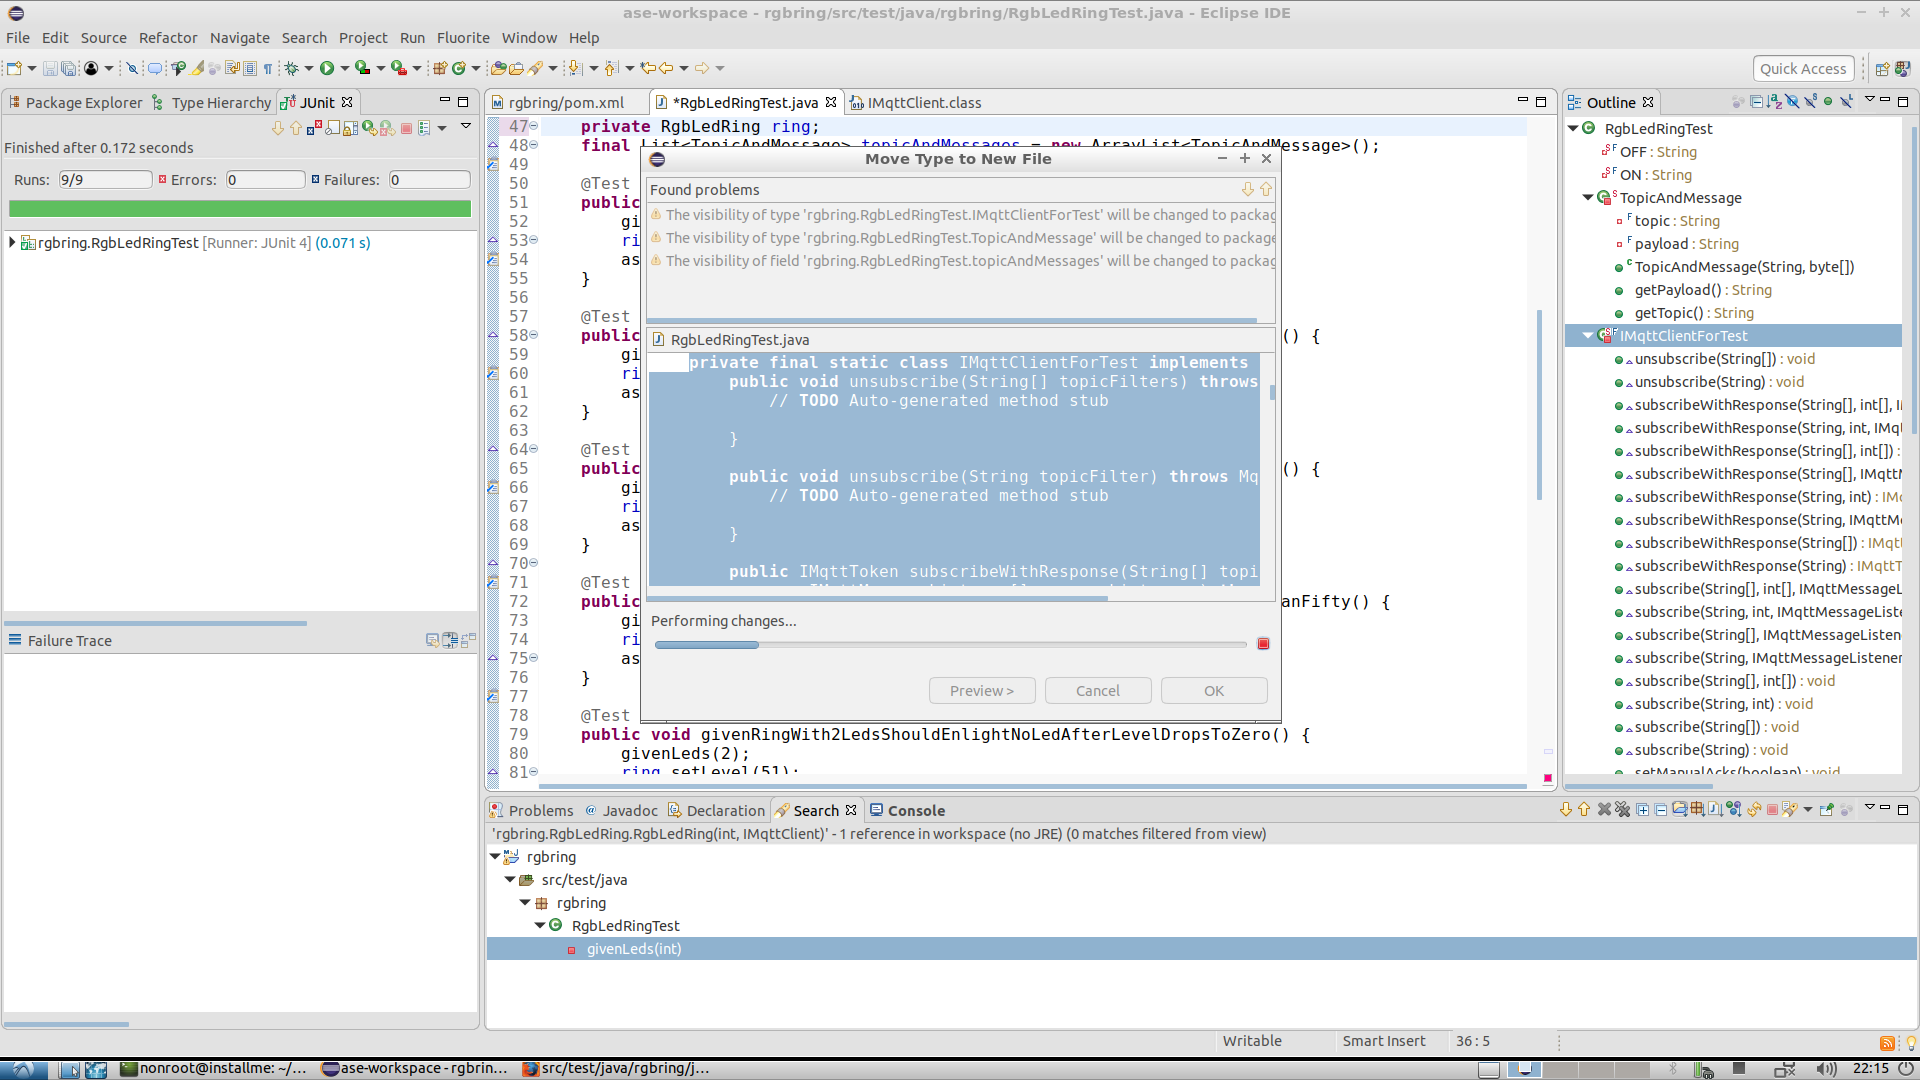 ase-workspace - rgbring/src/test/java/rgbring/RgbLedRingTest.java - Eclipse IDE
File Edit Source Refactor Navigate Search Project Run Fluorite Window Help
Quick Access
Package Explorer Type Hierarchy JUnit
Finished after 0.172 seconds
Runs: 9/9 Errors: 0 Failures: 0
rgbring.RgbLedRingTest [Runner: JUnit 4] (0.071 s)
Failure Trace
rgbring/pom.xml *RgbLedRingTest.java IMqttClient.class
47 private RgbLedRing ring;
48 final List<TopicAndMessage> topicAndMessages = new ArrayList<TopicAndMessage>();
49
50 @Test
51 public
52 gi
53 ri
54 as
55 }
56
57 @Test
58 public () {
59 gi
60 ri
61 as
62 }
63
64 @Test
65 public () {
66 gi
67 ri
68 as
69 }
70
71 @Test
72 public anFifty() {
73 gi
74 ri
75 as
76 }
77
78 @Test
79 public void givenRingWith2LedsShouldEnlightNoLedAfterLevelDropsToZero() {
80 givenLeds(2);
81 ring.setLevel(51);
Move Type to New File
Found problems
The visibility of type 'rgbring.RgbLedRingTest.IMqttClientForTest' will be changed to packag
The visibility of type 'rgbring.RgbLedRingTest.TopicAndMessage' will be changed to package
The visibility of field 'rgbring.RgbLedRingTest.topicAndMessages' will be changed to packag
RgbLedRingTest.java
private final static class IMqttClientForTest implements
public void unsubscribe(String[] topicFilters) throws
// TODO Auto-generated method stub
}
public void unsubscribe(String topicFilter) throws Mq
// TODO Auto-generated method stub
}
public IMqttToken subscribeWithResponse(String[] topi
Performing changes...
Preview > Cancel OK
Outline
RgbLedRingTest
OFF : String
ON : String
TopicAndMessage
topic : String
payload : String
TopicAndMessage(String, byte[])
getPayload() : String
getTopic() : String
IMqttClientForTest
unsubscribe(String[]) : void
unsubscribe(String) : void
subscribeWithResponse(String[], int[], I
subscribeWithResponse(String, int, IMq
subscribeWithResponse(String[], int[]) :
subscribeWithResponse(String[], IMqttM
subscribeWithResponse(String, int) : IM
subscribeWithResponse(String, IMqttM
subscribeWithResponse(String[]) : IMqt
subscribeWithResponse(String) : IMqttT
subscribe(String[], int[], IMqttMessageL
subscribe(String, int, IMqttMessageListe
subscribe(String[], IMqttMessageListen
subscribe(String, IMqttMessageListener
subscribe(String[], int[]) : void
subscribe(String, int) : void
subscribe(String[]) : void
subscribe(String) : void
setManualAcks(boolean) : void
Problems Javadoc Declaration Search Console
'rgbring.RgbLedRing.RgbLedRing(int, IMqttClient)' - 1 reference in workspace (no JRE) (0 matches filtered from view)
rgbring
src/test/java
rgbring
RgbLedRingTest
givenLeds(int)
Writable Smart Insert 36 : 5
nonroot@installme: ~/... ase-workspace - rgbrin... src/test/java/rgbring/j... 22:15